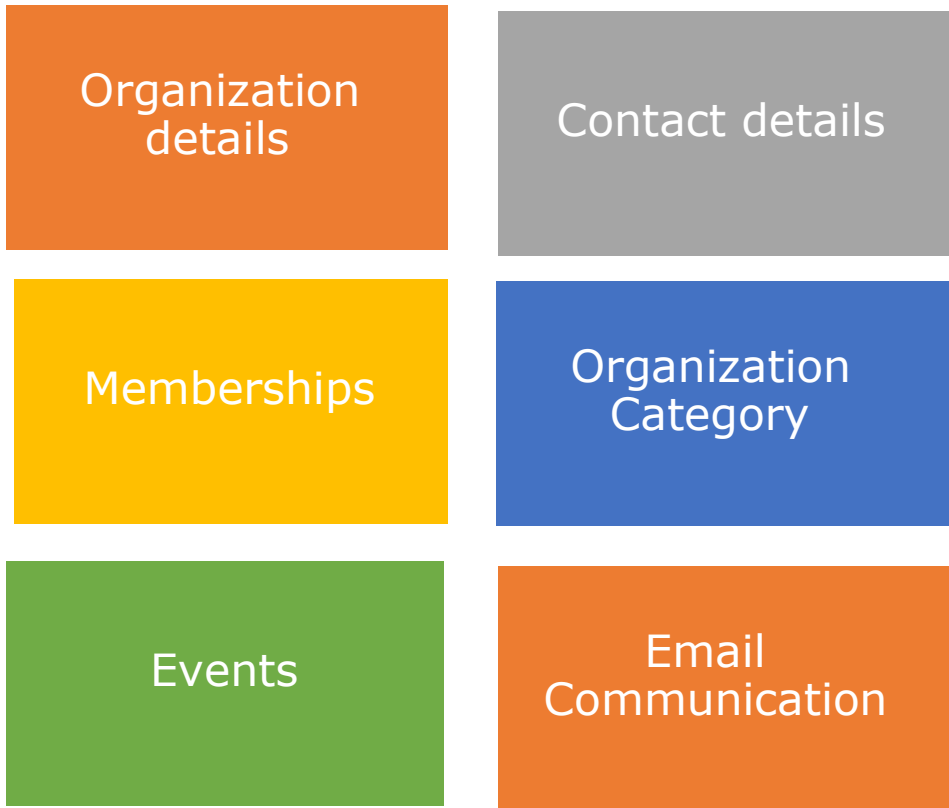 Organization
details
Contact details
Memberships
Organization
Category
Events
Email
Communication